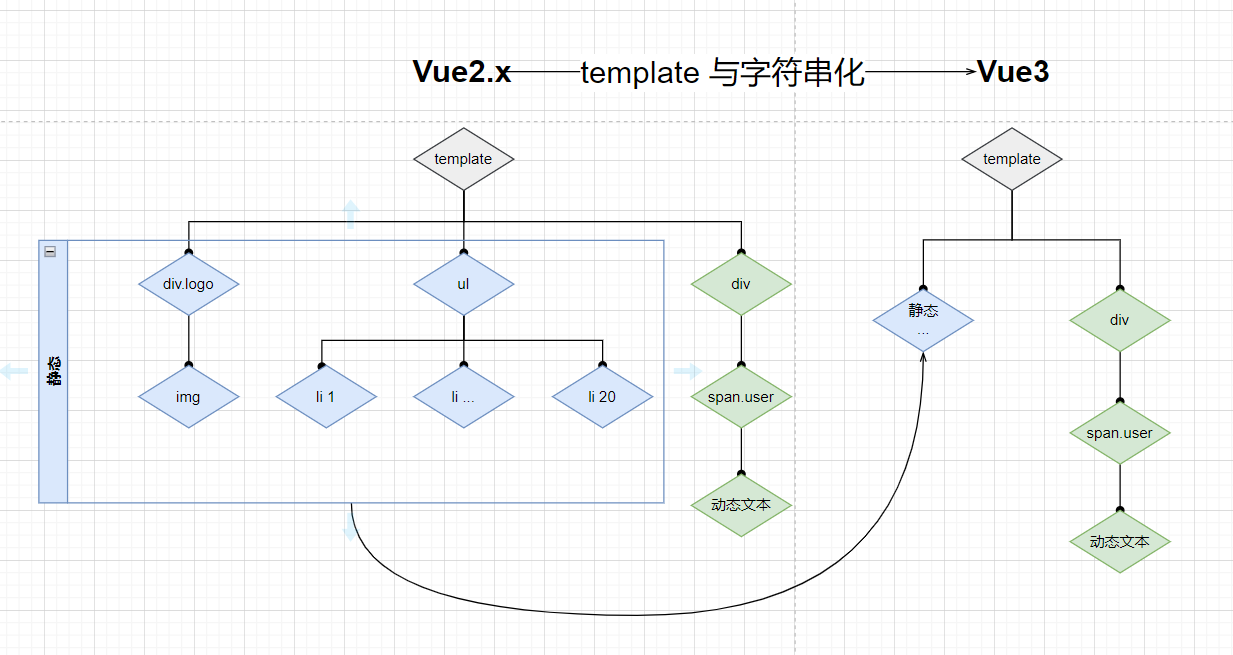 Vue2.x template 与字符串化 Vue3
template
template
div.logo
ul
div
静态
...
div
静态
img
li 1
li ...
li 20
span.user
span.user
动态文本
动态文本